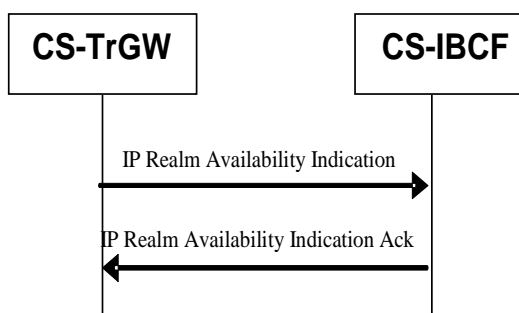 CS-TrGW
CS-IBCF
IP Realm Availability Indication
IP Realm Availability Indication Ack